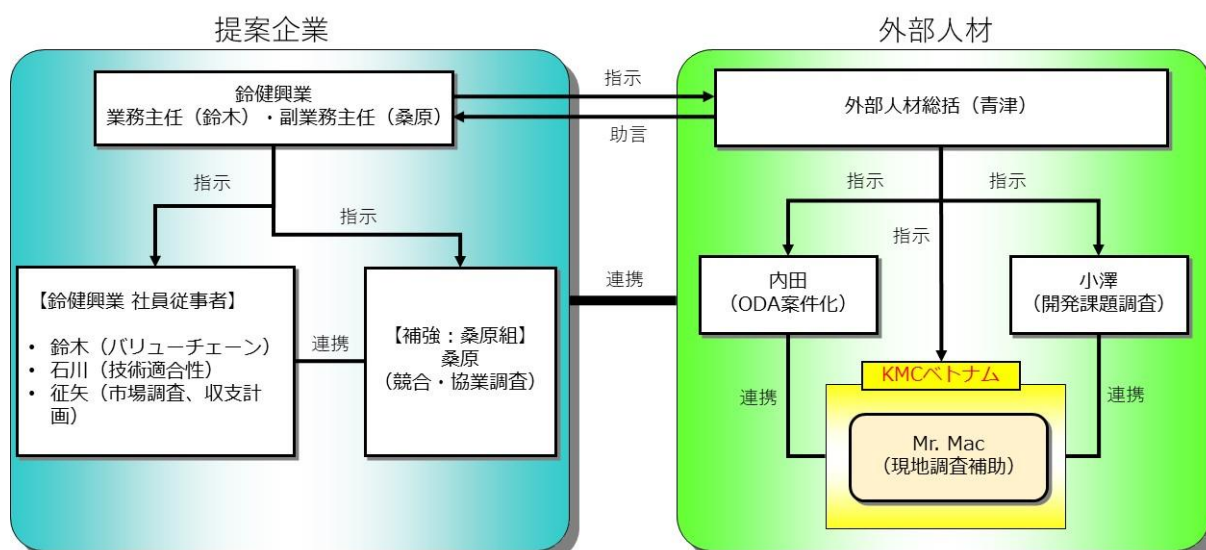 提案企業
外部人材
鈴健興業
業務主任（鈴木）・副業務主任（桑原）
指示
助言
外部人材総括（青津）
指示
指示
指示
指示
指示
【鈴健興業 社員従事者】
• 鈴木（バリューチェーン）
• 石川（技術適合性）
• 征矢（市場調査、収支計
画）
連携
【補強：桑原組】
桑原
（競合・協業調査）
連携
内田
（ODA案件化）
小澤
（開発課題調査）
KMCベトナム
連携
連携
Mr. Mac
（現地調査補助）